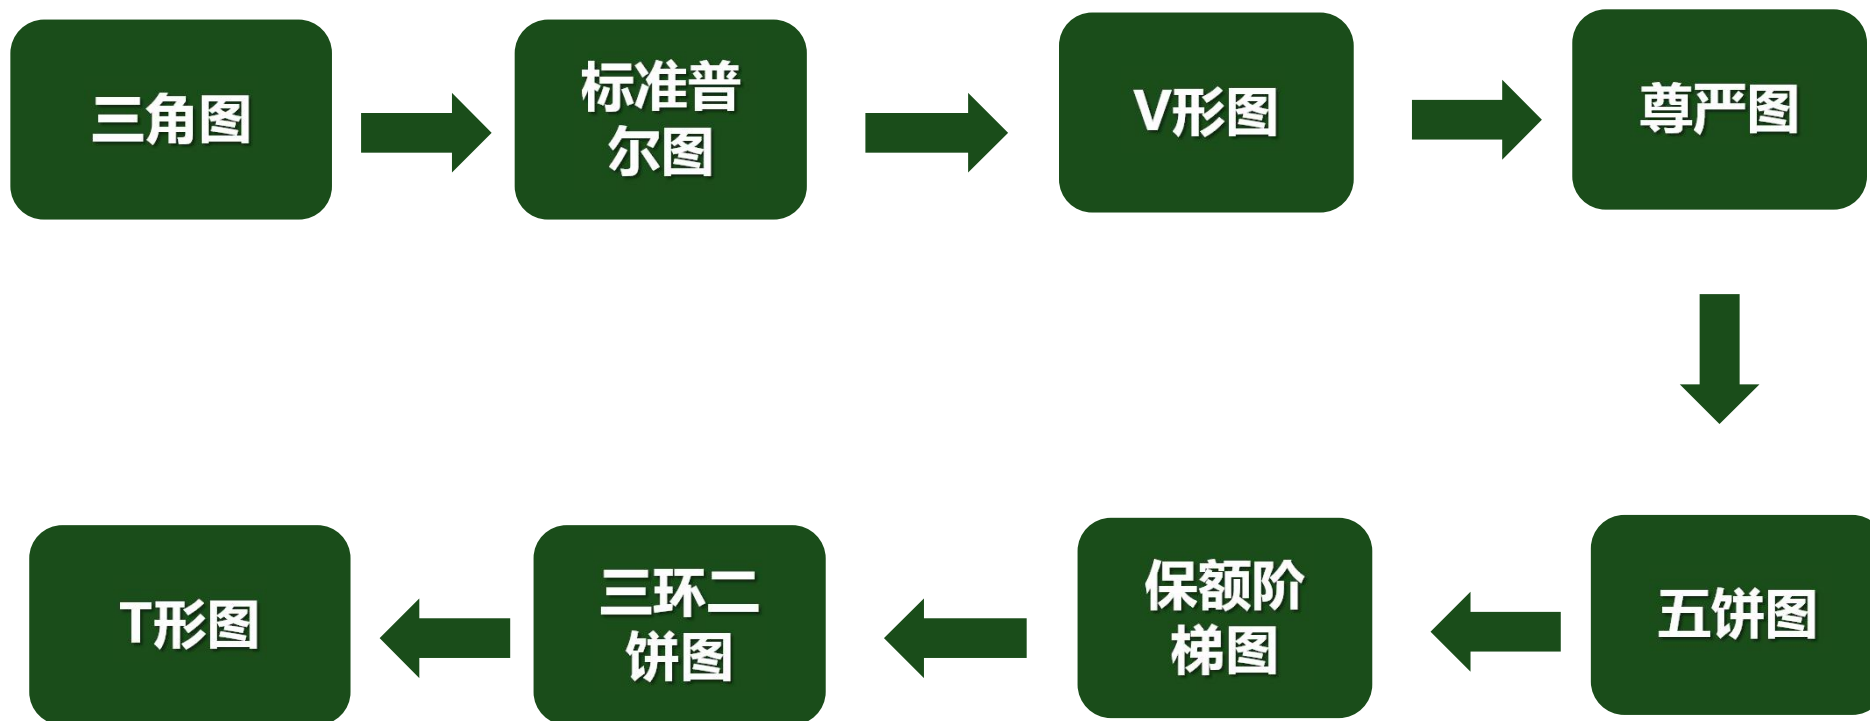 三角图
标准普
尔图
V形图
尊严图
五饼图
保额阶
梯图
三环二
饼图
T形图